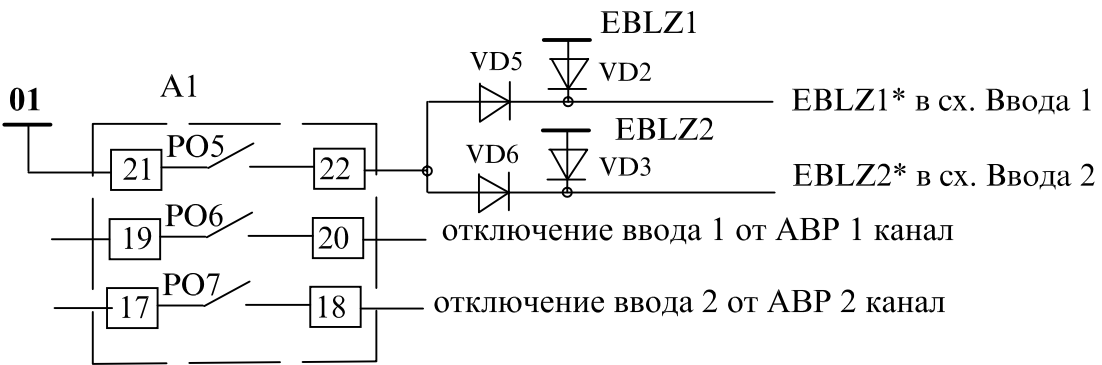 EBLZ1
VD5
VD2
01
A1
EBLZ1* в сх. Ввода 1
EBLZ2
PO5
21
22
VD6
VD3
EBLZ2* в сх. Ввода 2
PO6
19
20
отключение ввода 1 от АВР 1 канал
PO7
17
18
отключение ввода 2 от АВР 2 канал